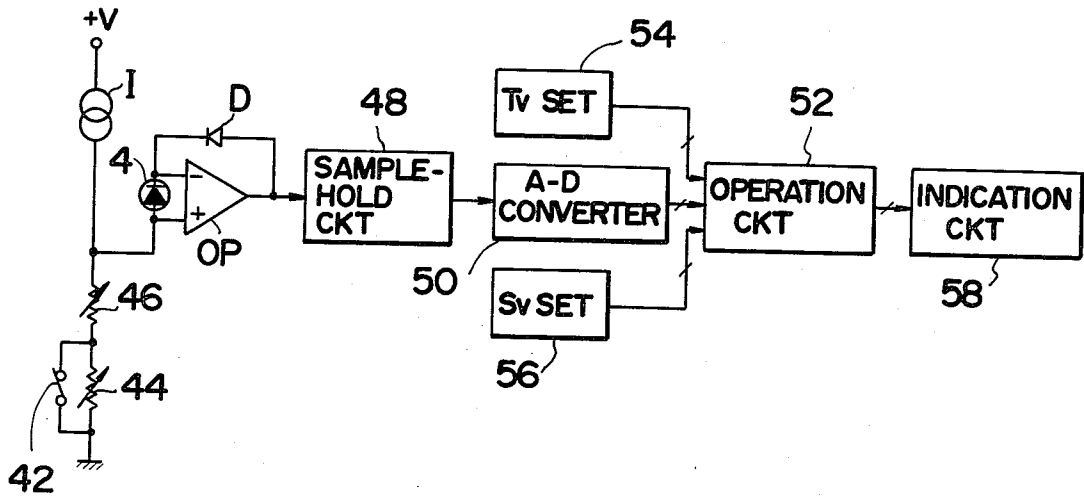 +V
I
D
4
OP
46
44
42
48
SAMPLE-
HOLD
CKT
54
Tv SET
A-D
CONVERTER
50
Sv SET
56
52
OPERATION
CKT
INDICATION
CKT
58